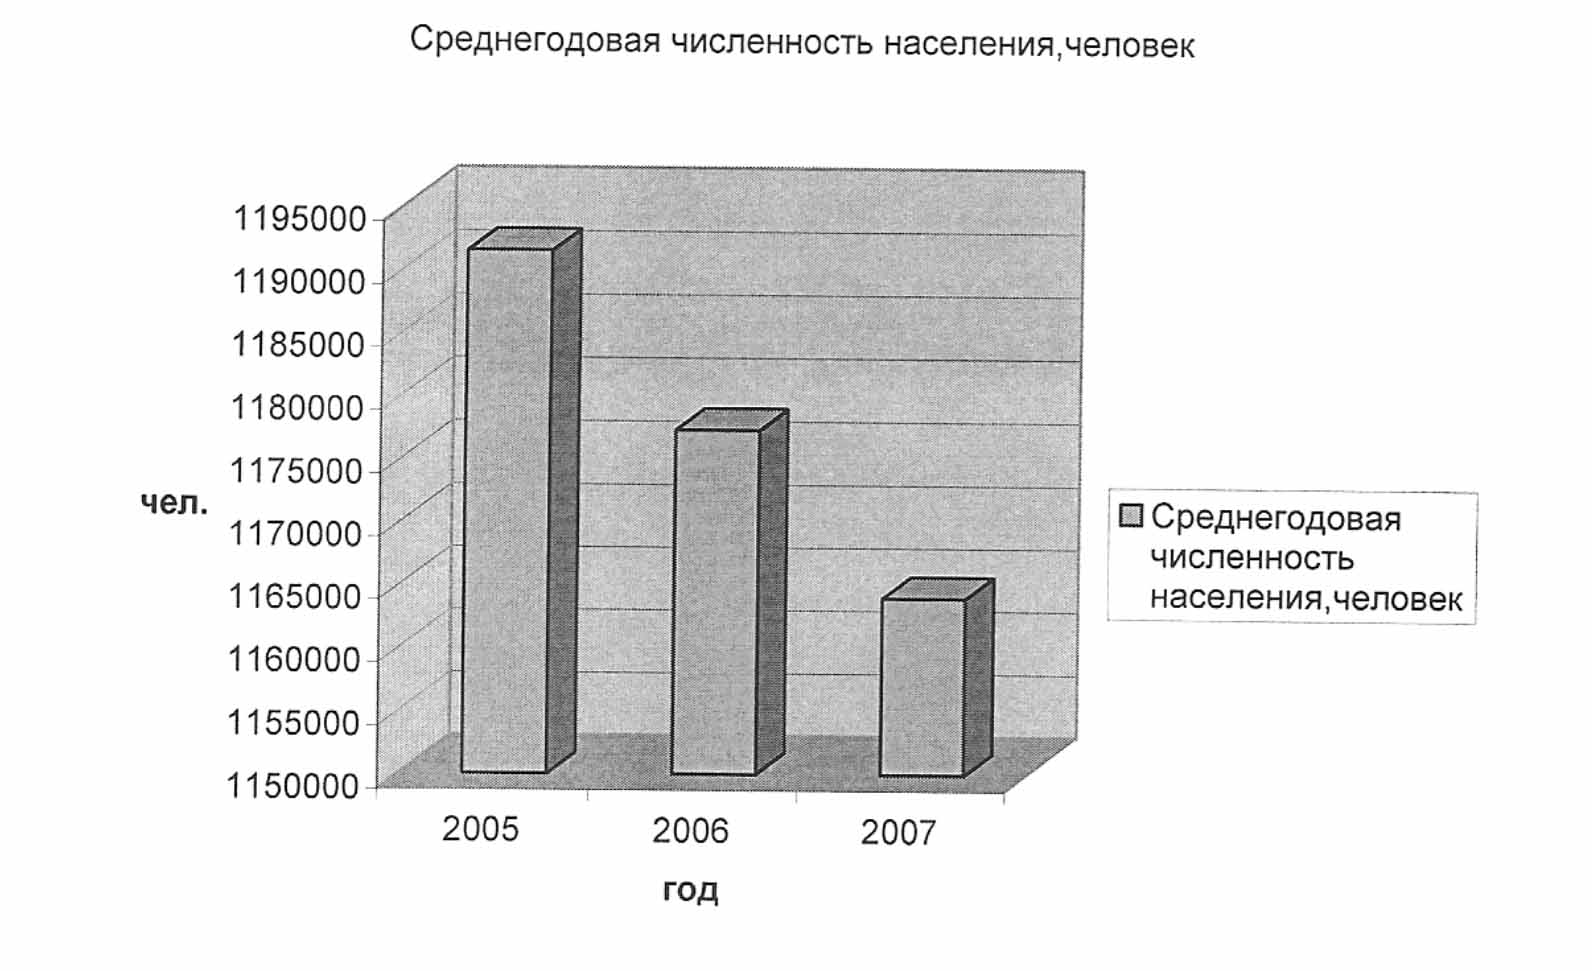 Среднегодовая численность населения,человек
1195000
1190000
1185000
1180000
1175000
1170000
1165000
1160000
1155000
1150000
чел.
2005 2006 2007
год
Среднегодовая
численность
населения,человек